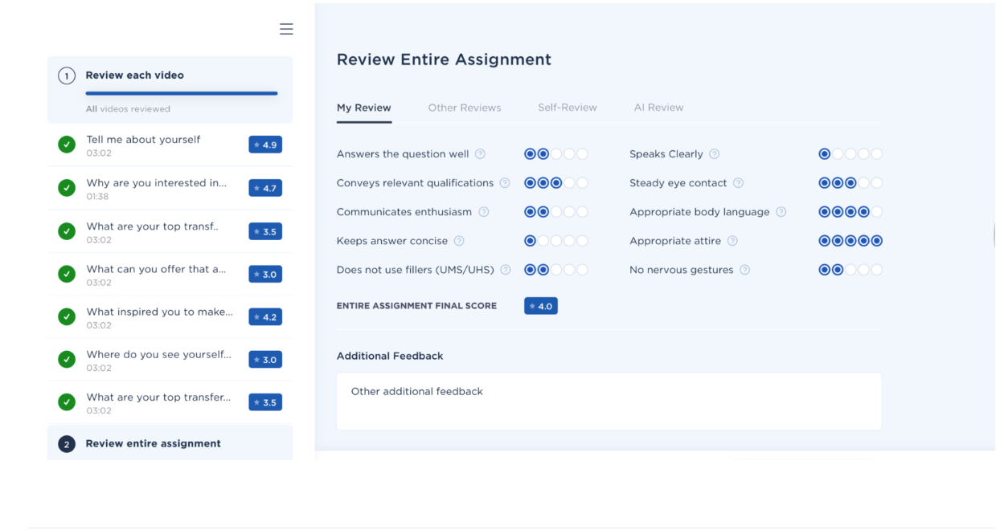 1 Review each video
All videos reviewed
Tell me about yourself
03:02
★ 4.9
Why are you interested in...
01:38
★ 4.7
What are your top transf..
03:02
★ 3.5
What can you offer that a...
03:02
★ 3.0
What inspired you to make...
03:02
★ 4.2
Where do you see yourself...
03:02
★ 3.0
What are your top transfer...
03:02
★ 3.5
2 Review entire assignment
Review Entire Assignment
My Review Other Reviews Self-Review AI Review
Answers the question well ?
Conveys relevant qualifications ?
Communicates enthusiasm ?
Keeps answer concise ?
Does not use fillers (UMS/UHS) ?
Speaks Clearly ?
Steady eye contact ?
Appropriate body language ?
Appropriate attire ?
No nervous gestures ?
ENTIRE ASSIGNMENT FINAL SCORE ★ 4.0
Additional Feedback
Other additional feedback